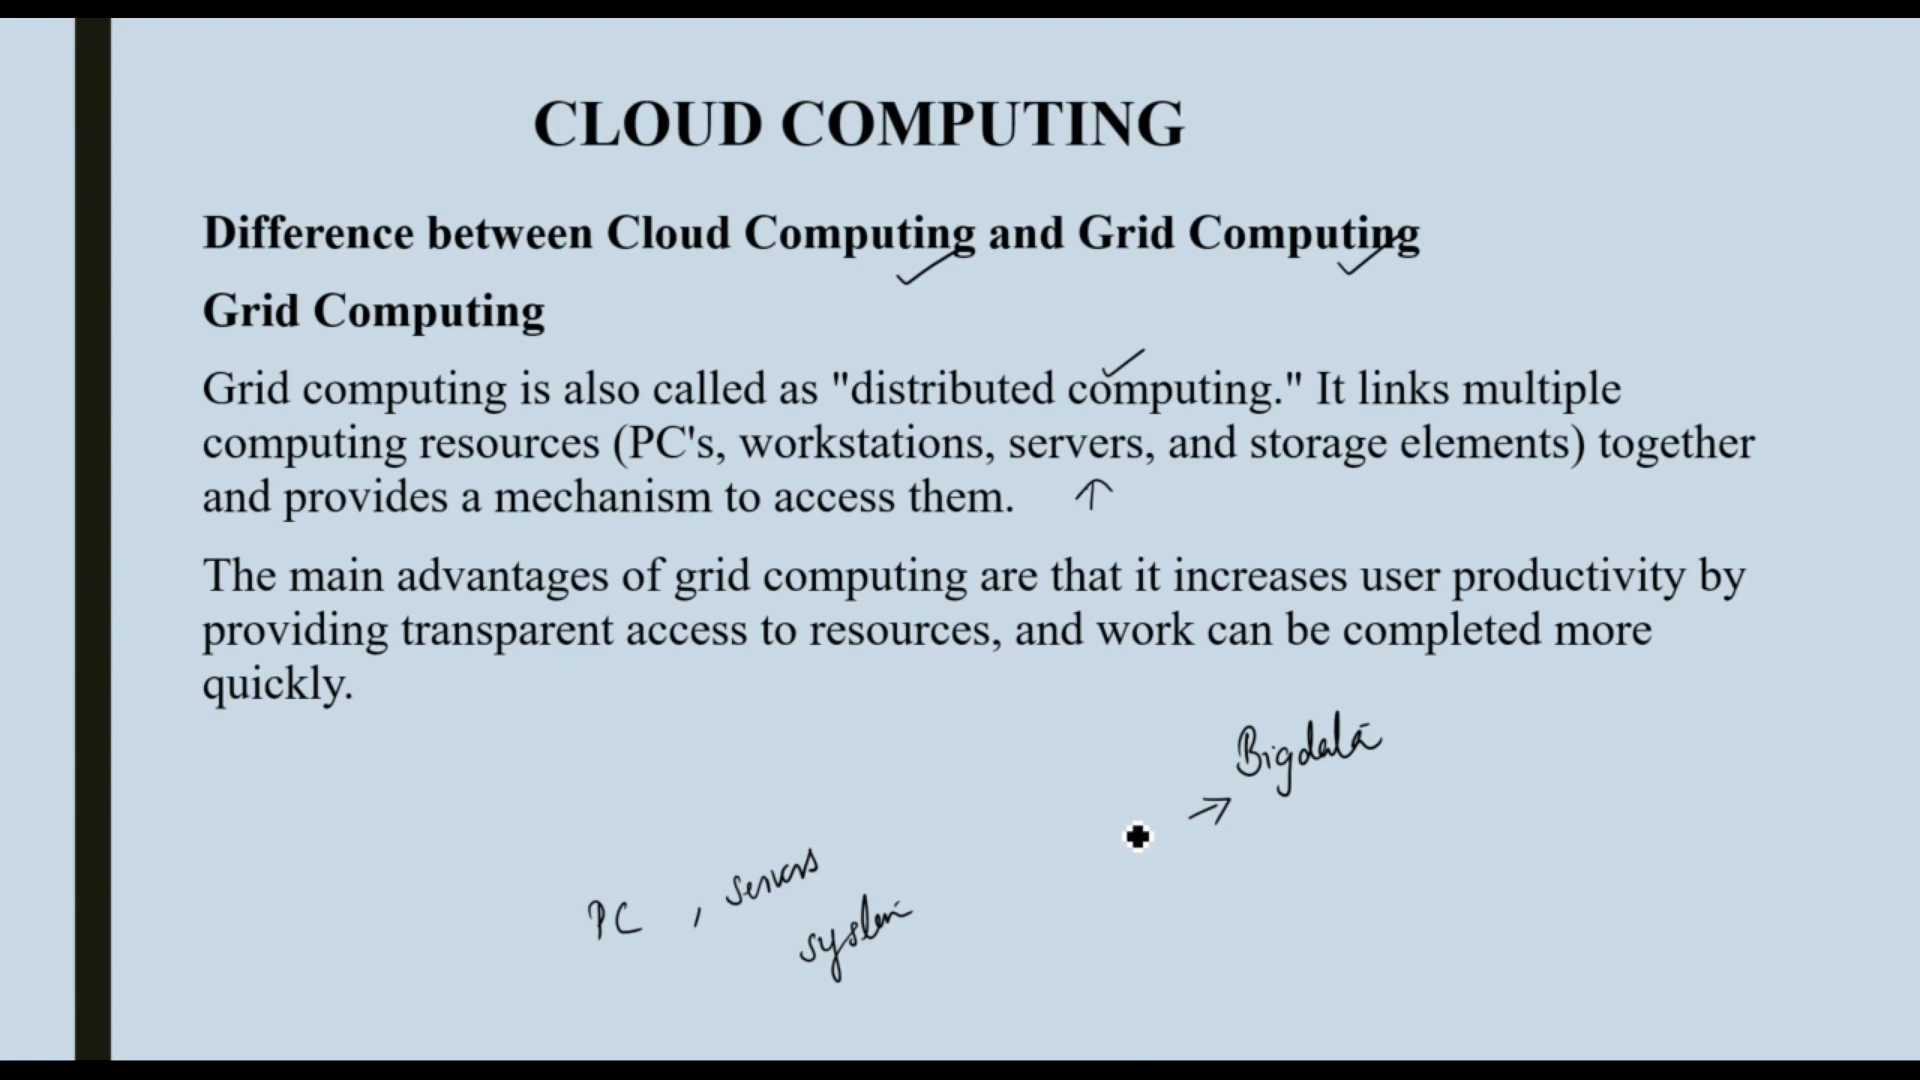 CLOUD COMPUTING
Difference between Cloud Computing and Grid Computing
Grid Computing
Grid computing is also called as "distributed computing." It links multiple
computing resources (PC's, workstations, servers, and storage elements) together
and provides a mechanism to access them.
The main advantages of grid computing are that it increases user productivity by
providing transparent access to resources, and work can be completed more
quickly.
Bigdata
PC , servers
system